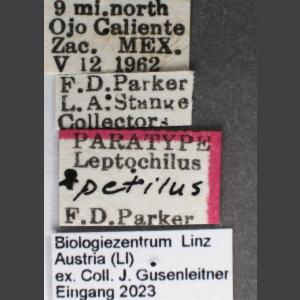 9 mi.north
Ojo Caliente
Zac. MEX.
V 12 1962
F.D.Parker
L.A.Stange
Collectors
PARATYPE
Leptochilus
petilus
F.D.Parker
Biologiezentrum Linz
Austria (LI)
ex. Coll. J. Gusenleitner
Eingang 2023